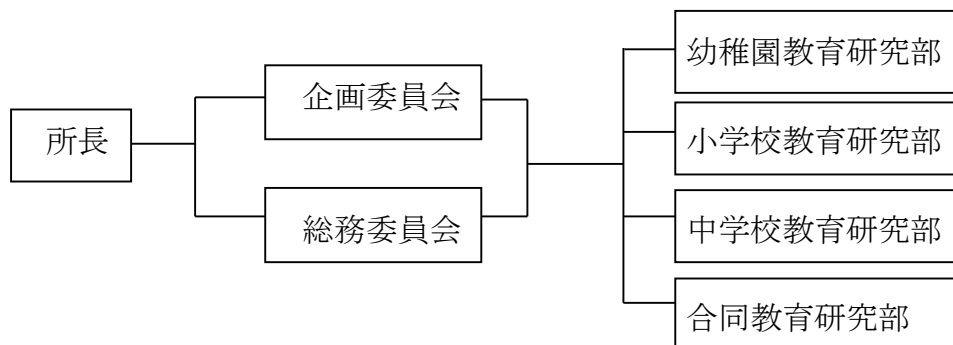 所長
企画委員会
総務委員会
幼稚園教育研究部
小学校教育研究部
中学校教育研究部
合同教育研究部